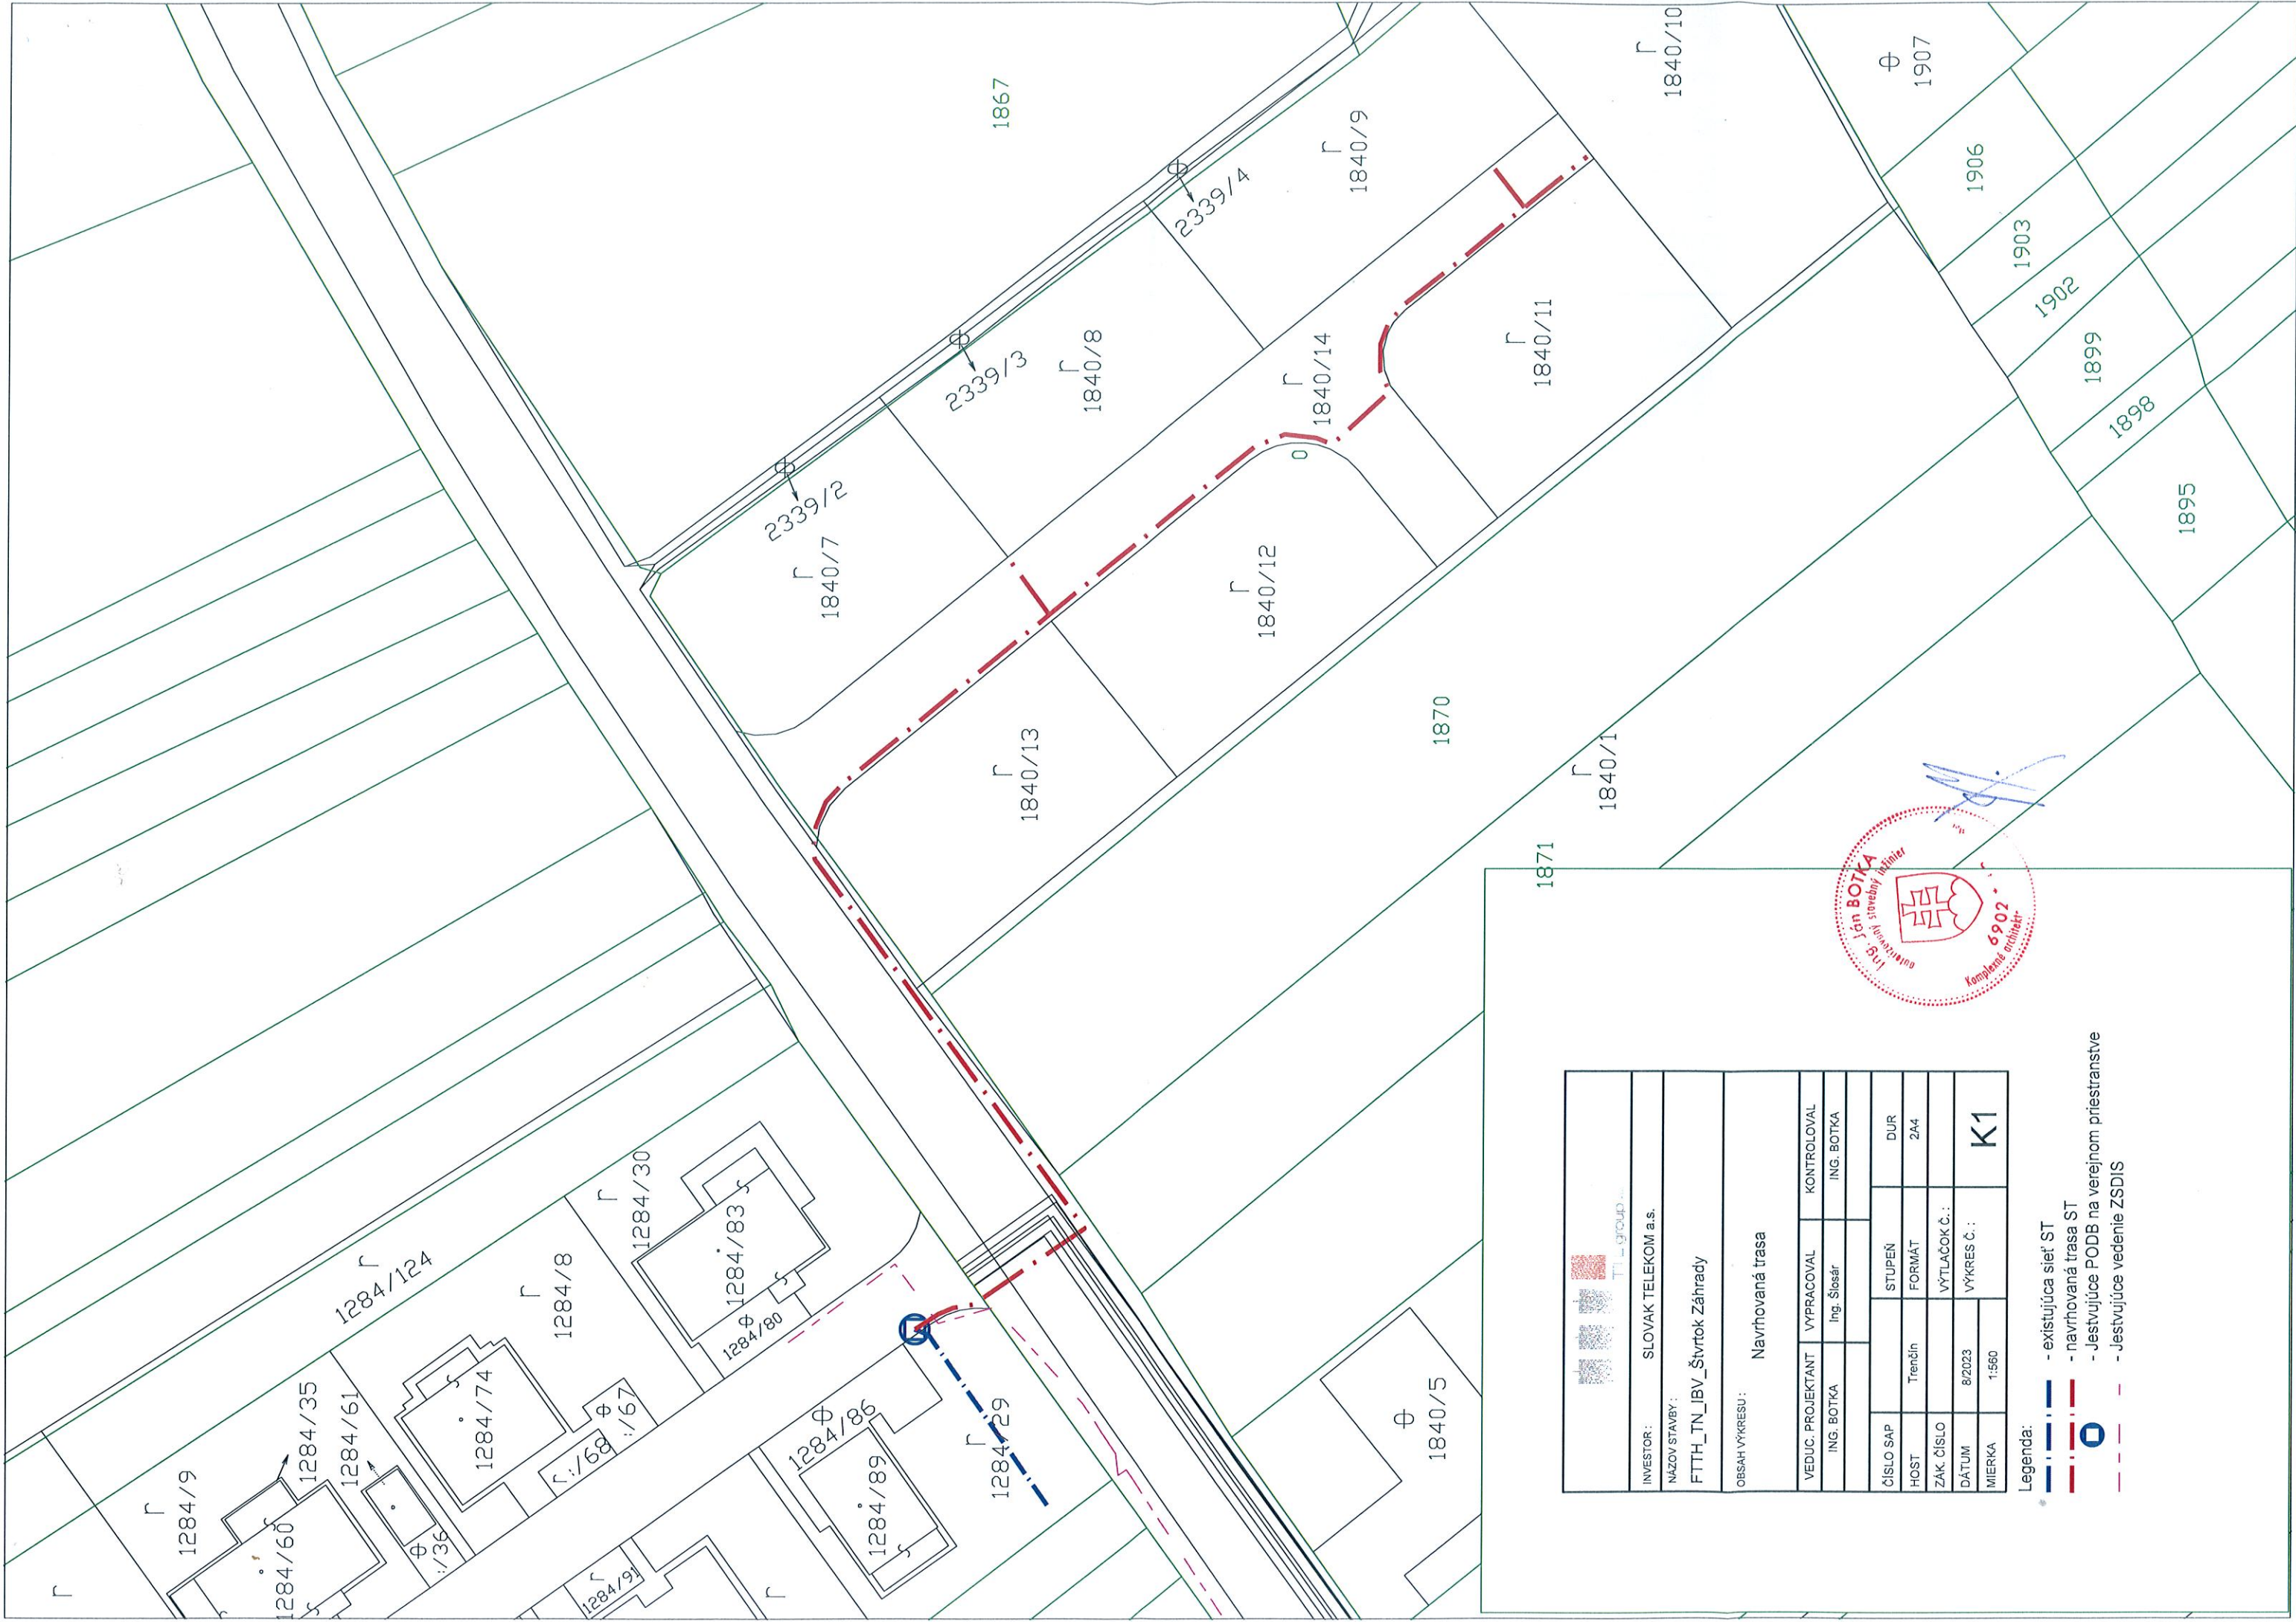 1867
1840/10
1907
1906
1903
1902
1899
1898
1895
1840/9
2339/4
2339/3
1840/8
2339/2
1840/7
1840/14
1840/11
1840/12
1840/13
1870
1840/1
1871
1284/30
1284/83
1284/80
1284/124
1284/8
1284/35
1284/61
1284/74
:/67
:/68
1284/9
1284/60
:/36
1284/86
1284/89
1284/29
1284/91
1840/5
INVESTOR: SLOVAK TELEKOM a.s.
NÁZOV STAVBY:
FTTH_TN_IBV_Štvrtok Záhrady
OBSAH VÝKRESU:
Navrhovaná trasa
VEDUC. PROJEKTANT VYPRACOVAL KONTROLOVAL
ING. BOTKA Ing. Šlosár ING. BOTKA
ČÍSLO SAP STUPEŇ DUR
HOST Trenčín FORMÁT 2A4
ZÁK. ČÍSLO VÝTLAČOK Č.:
DÁTUM 8/2023 VÝKRES Č.: K1
MIERKA 1:560
Legenda:
- existujúca sieť ST
- navrhovaná trasa ST
- Jestvujúce PODB na verejnom priestranstve
- Jestvujúce vedenie ZSDIS
Ing. Ján BOTKA
autorizovaný stavebný inžinier
6902
Komplexné architekt-